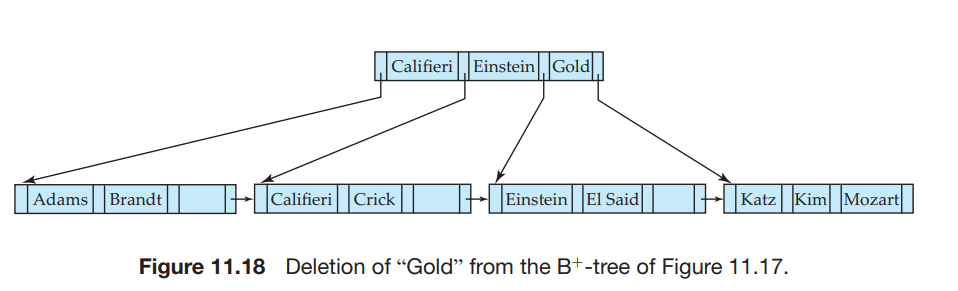 Califieri Einstein Gold
Adams Brandt Califieri Crick Einstein El Said Katz Kim Mozart
Figure 11.18 Deletion of “Gold” from the B⁺-tree of Figure 11.17.